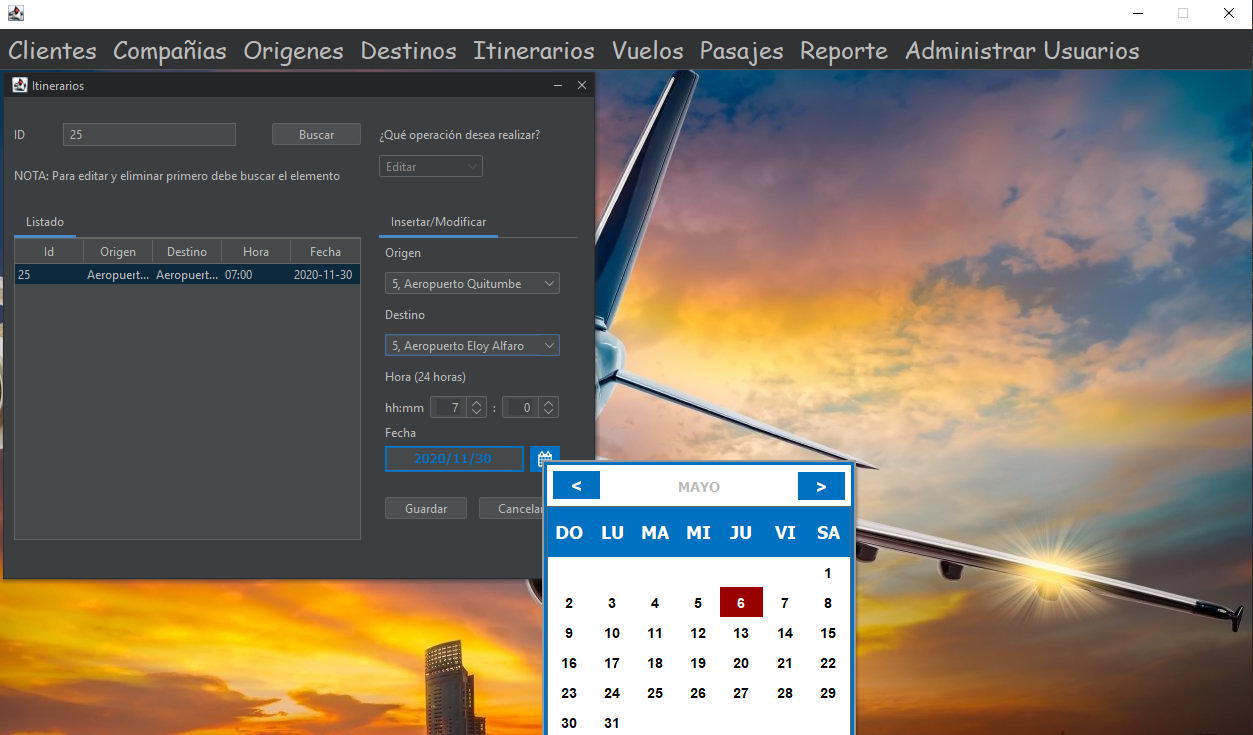 Clientes Compañias Origenes Destinos Itinerarios Vuelos Pasajes Reporte Administrar Usuarios
Itinerarios
ID 25 Buscar ¿Qué operación desea realizar?
Editar
NOTA: Para editar y eliminar primero debe buscar el elemento
Listado
Id Origen Destino Hora Fecha
25 Aeropuert... Aeropuert... 07:00 2020-11-30
Insertar/Modificar
Origen
5, Aeropuerto Quitumbe
Destino
5, Aeropuerto Eloy Alfaro
Hora (24 horas)
hh:mm 7 : 0
Fecha
2020/11/30
Guardar Cancelar
< MAYO >
DO LU MA MI JU VI SA
1
2 3 4 5 6 7 8
9 10 11 12 13 14 15
16 17 18 19 20 21 22
23 24 25 26 27 28 29
30 31